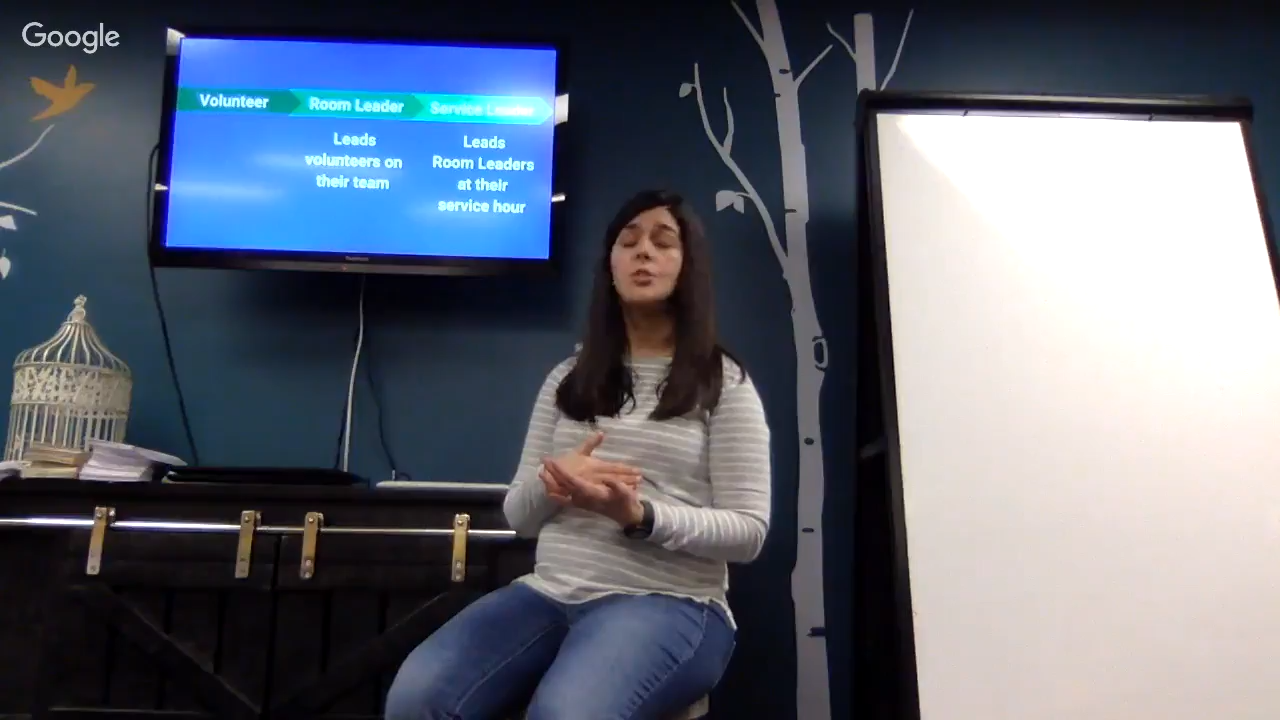 Google
Volunteer
Room Leader
Service Leader
Leads
volunteers on
their team
Leads
Room Leaders
at their
service hour